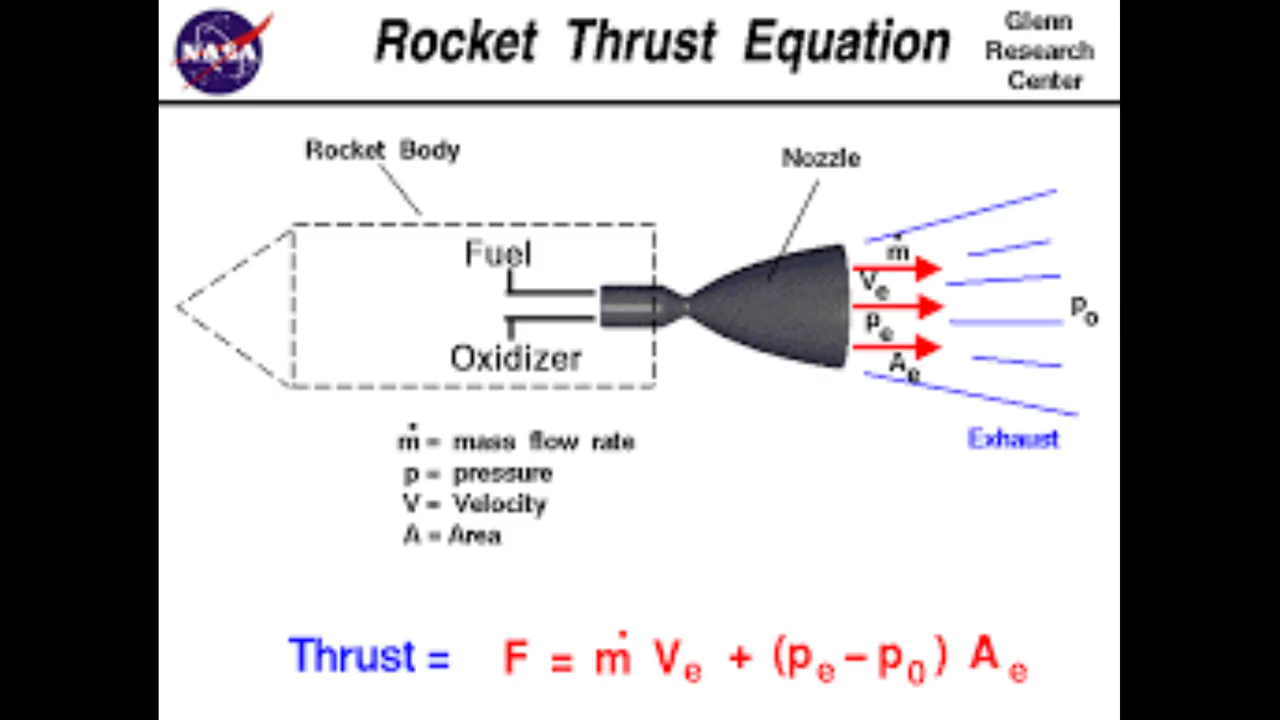 NASA
Rocket Thrust Equation
Glenn
Research
Center
Rocket Body
Nozzle
Fuel
Oxidizer
ṁ
Vₑ
pₑ
Aₑ
pₒ
Exhaust
ṁ = mass flow rate
p = pressure
V = Velocity
A = Area
Thrust = F = ṁ Vₑ + (pₑ − p₀) Aₑ